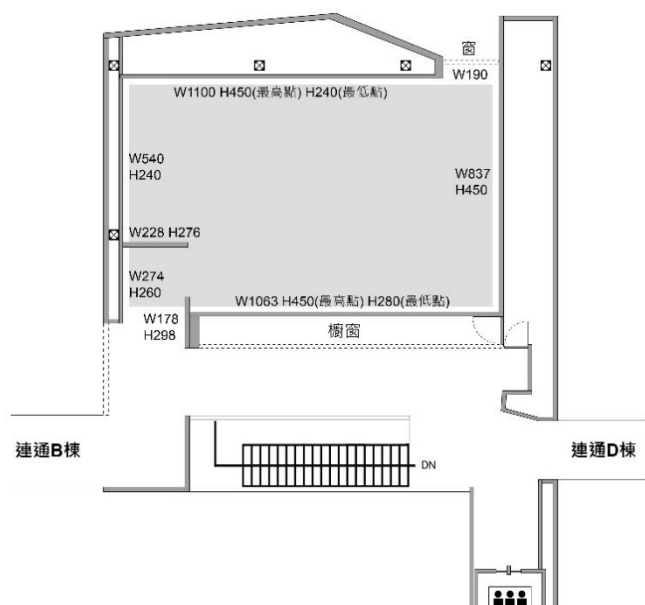 窗
W190
W1100 H450(最高點) H240(最低點)
W540
H240
W837
H450
W228 H276
W274
H260
W1063 H450(最高點) H280(最低點)
W178
H298
櫥窗
連通B棟
連通D棟
DN